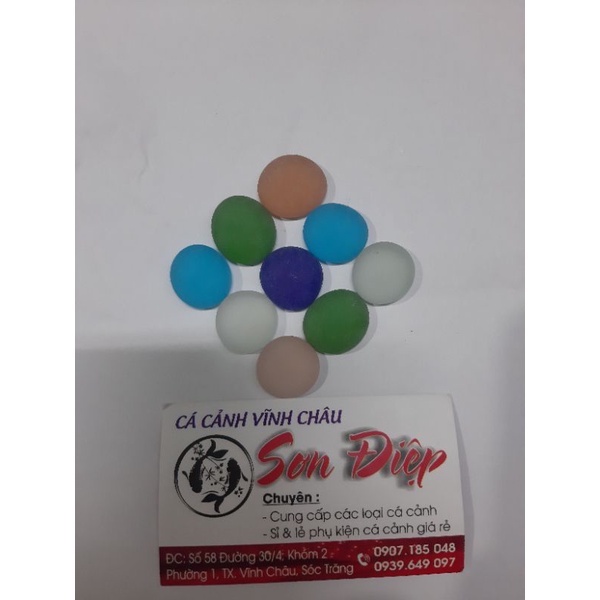 CÁ CẢNH VĨNH CHÂU
Sơn Điệp
Chuyên :
- Cung cấp các loại cá cảnh
- Sỉ & lẻ phụ kiện cá cảnh giá rẻ
ĐC: Số 58 Đường 30/4; Khóm 2
Phường 1, TX. Vĩnh Châu, Sóc Trăng
0907.185 048
0939.649 097